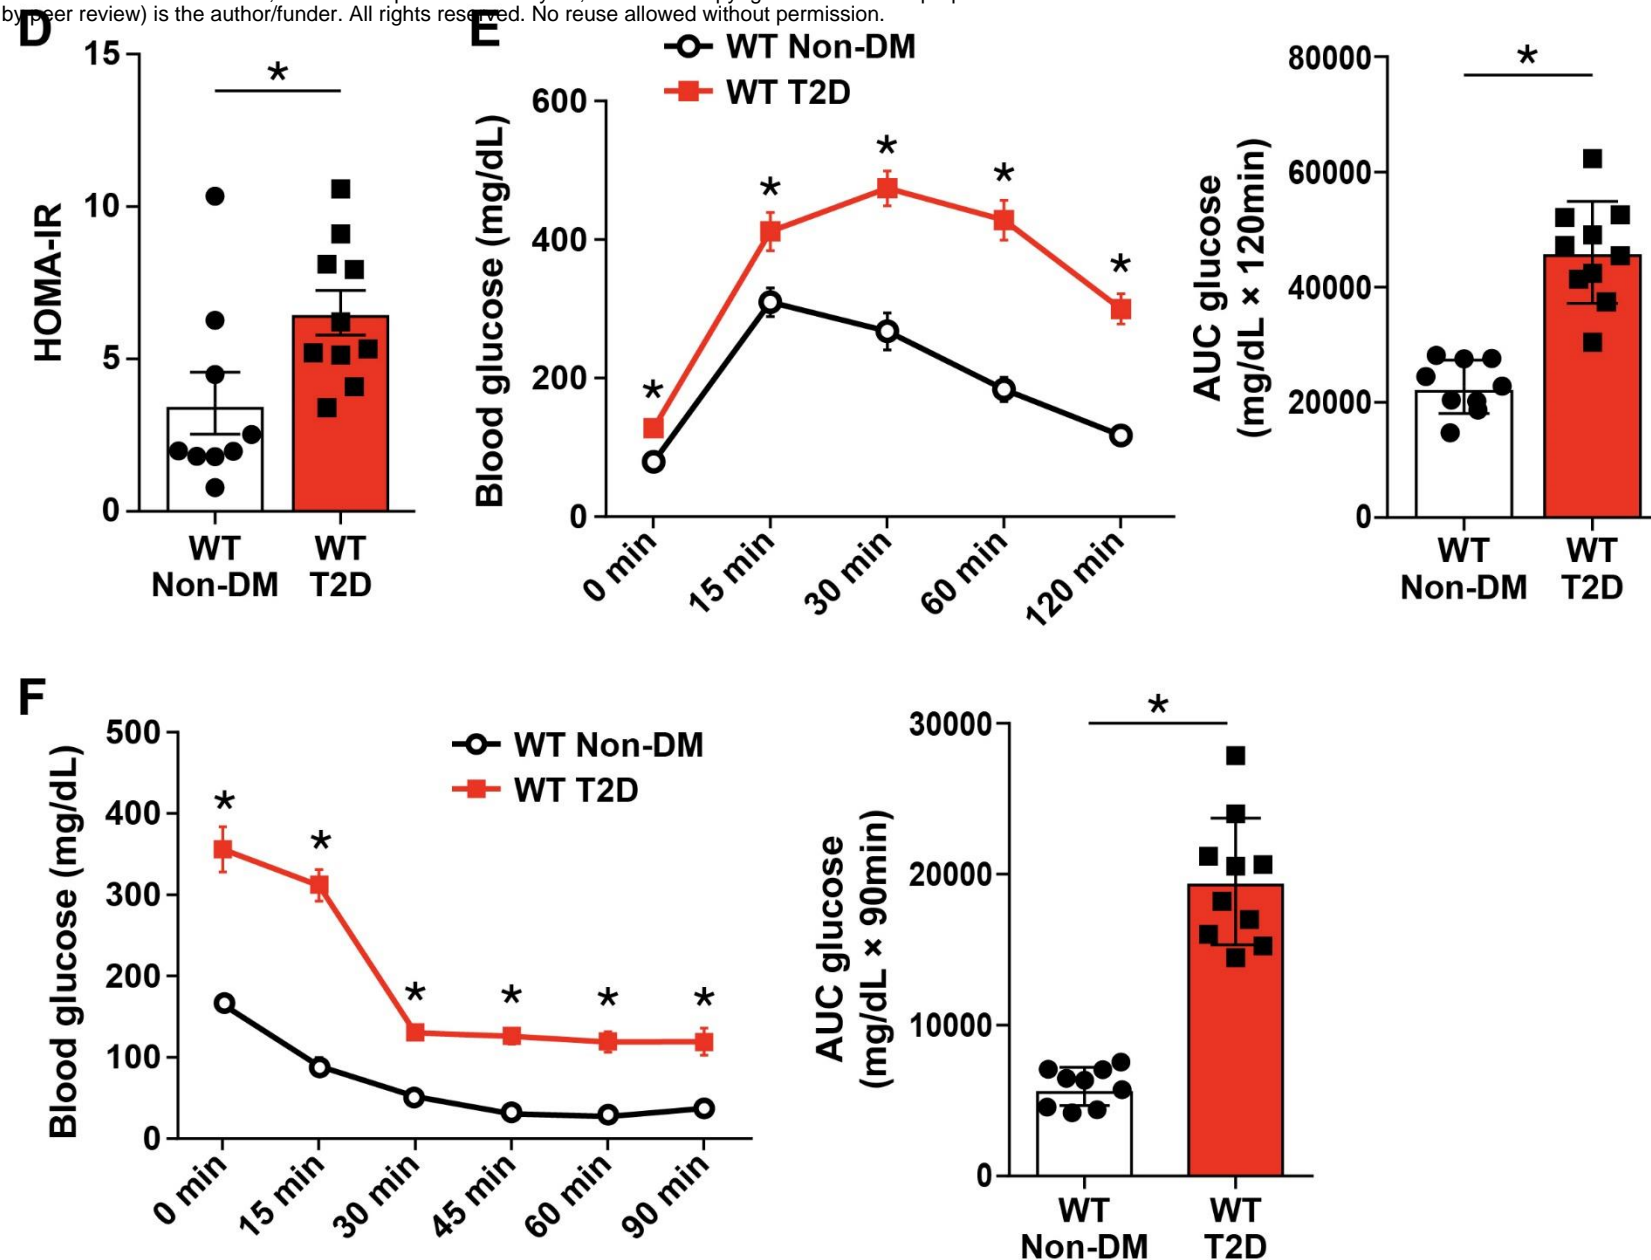 by peer review) is the author/funder. All rights reserved. No reuse allowed without permission.
D
15
10
5
0
HOMA-IR
*
WT
Non-DM
WT
T2D
E
WT Non-DM
WT T2D
600
400
200
0
Blood glucose (mg/dL)
*
*
*
*
*
0 min
15 min
30 min
60 min
120 min
80000
60000
40000
20000
0
AUC glucose
(mg/dL × 120min)
*
WT
Non-DM
WT
T2D
F
500
400
300
200
100
0
Blood glucose (mg/dL)
WT Non-DM
WT T2D
*
*
*
*
*
*
0 min
15 min
30 min
45 min
60 min
90 min
30000
20000
10000
0
AUC glucose
(mg/dL × 90min)
*
WT
Non-DM
WT
T2D